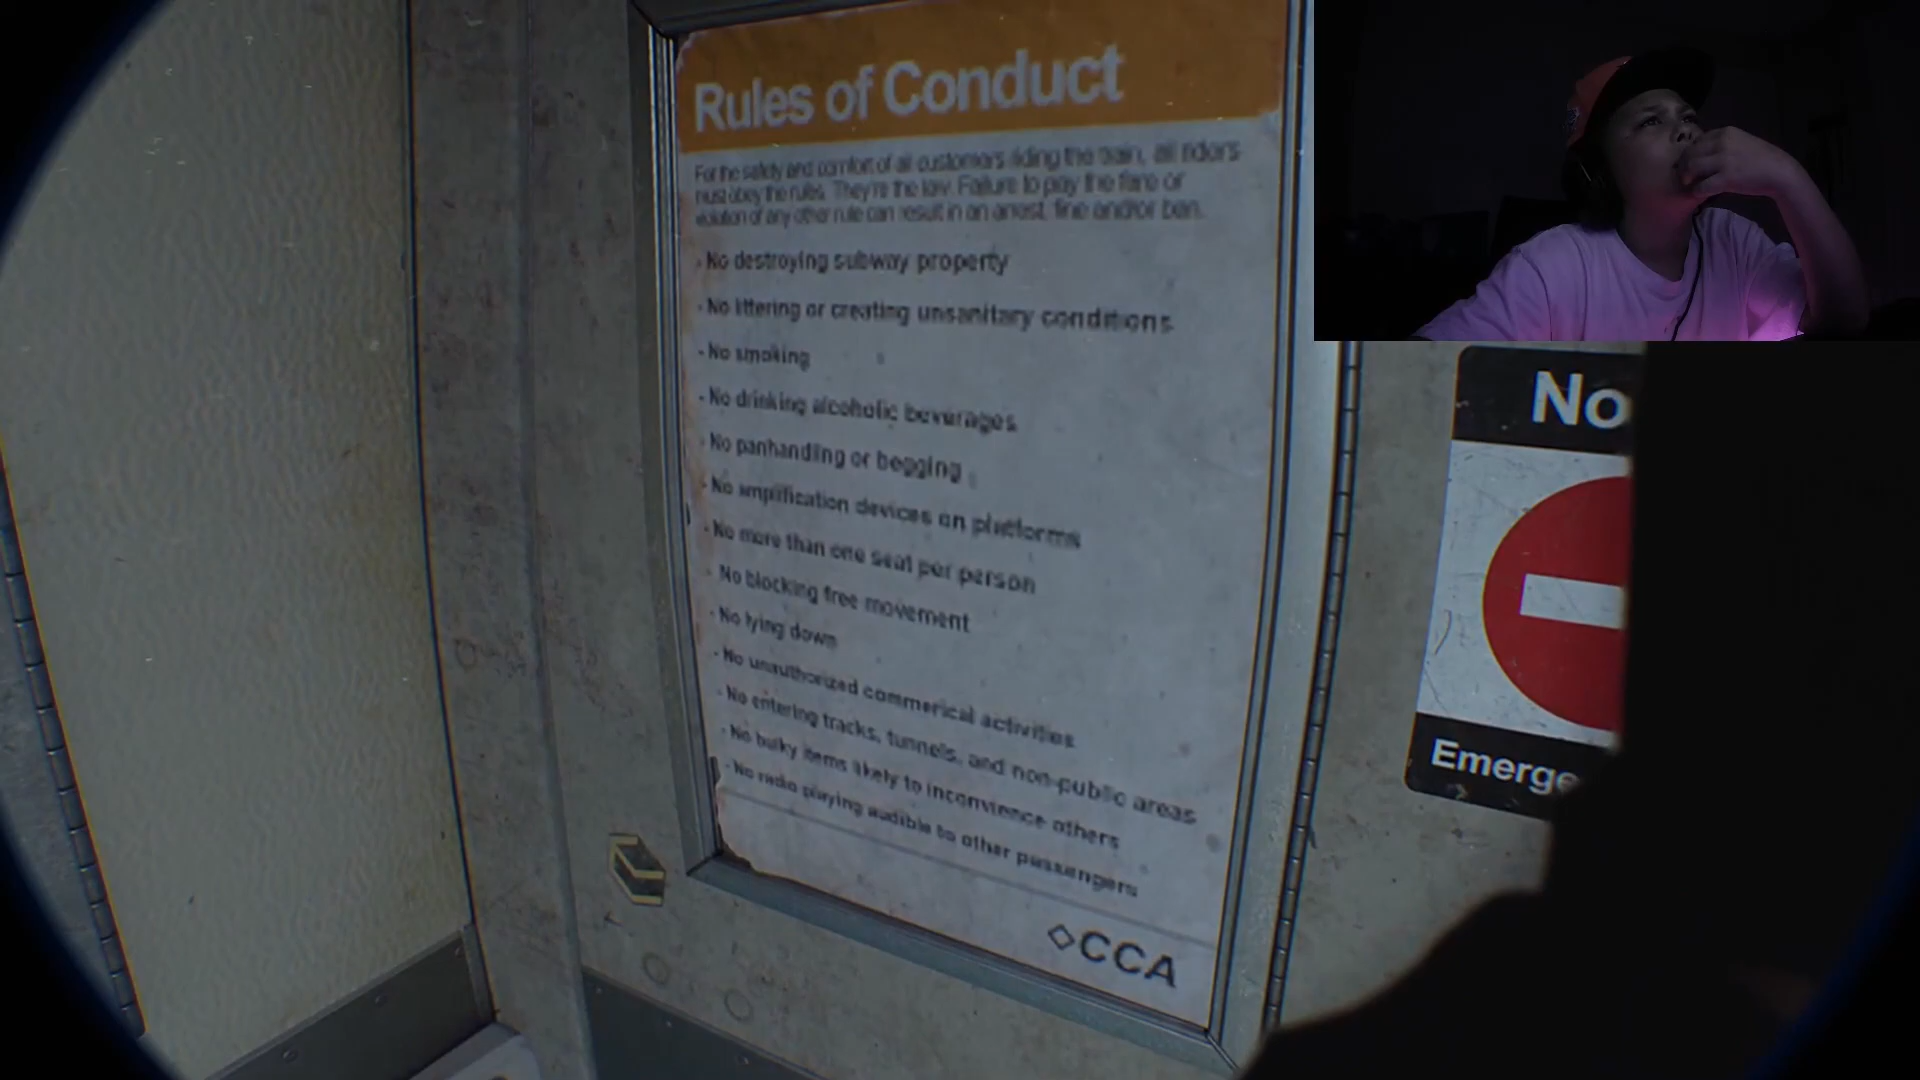 Rules of Conduct
For the safety and comfort of all customers riding the train, all riders
must obey the rules. They're the law. Failure to pay the fare or
violation of any other rule can result in an arrest, fine and/or ban.
- No destroying subway property
- No littering or creating unsanitary conditions
- No smoking
- No drinking alcoholic beverages
- No panhandling or begging
- No amplification devices on platforms
- No more than one seat per person
- No blocking free movement
- No lying down
- No unauthorized commerical activities
- No entering tracks, tunnels, and non-public areas
- No bulky items likely to inconvience others
- No radio playing audible to other passengers
CCA
No
Emerge